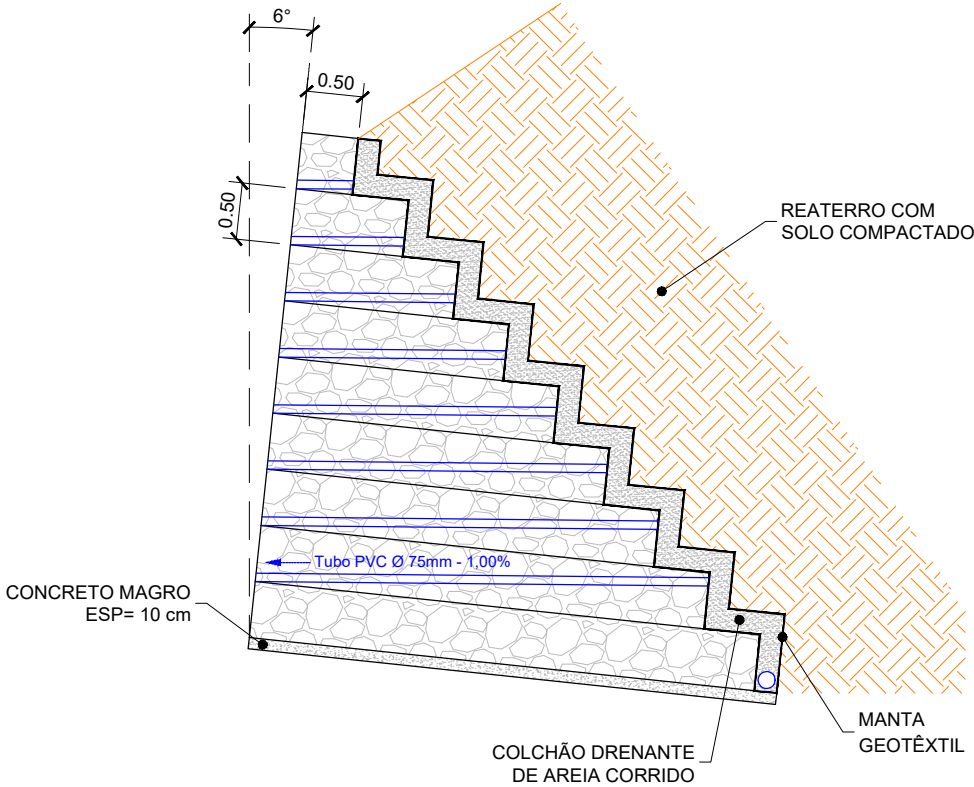 6°
0.50
0.50
REATERRO COM
SOLO COMPACTADO
Tubo PVC Ø 75mm - 1,00%
CONCRETO MAGRO
ESP= 10 cm
MANTA
GEOTÊXTIL
COLCHÃO DRENANTE
DE AREIA CORRIDO